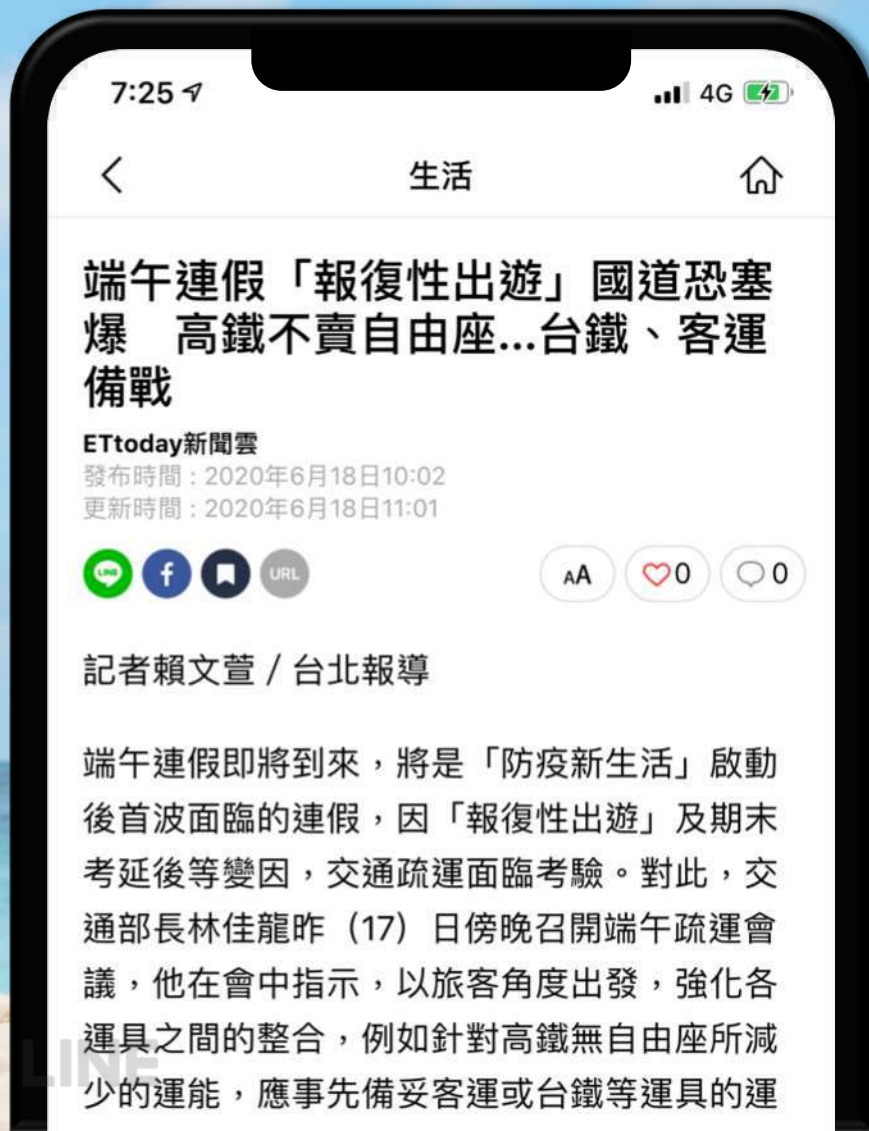 7:25
4G
生活
端午連假「報復性出遊」國道恐塞
爆　高鐵不賣自由座...台鐵、客運
備戰
ETtoday新聞雲
發布時間：2020年6月18日10:02
更新時間：2020年6月18日11:01
LINE
f
URL
AA
0
0
記者賴文萱／台北報導
端午連假即將到來，將是「防疫新生活」啟動
後首波面臨的連假，因「報復性出遊」及期末
考延後等變因，交通疏運面臨考驗。對此，交
通部長林佳龍昨（17）日傍晚召開端午疏運會
議，他在會中指示，以旅客角度出發，強化各
運具之間的整合，例如針對高鐵無自由座所減
少的運能，應事先備妥客運或台鐵等運具的運
LINE